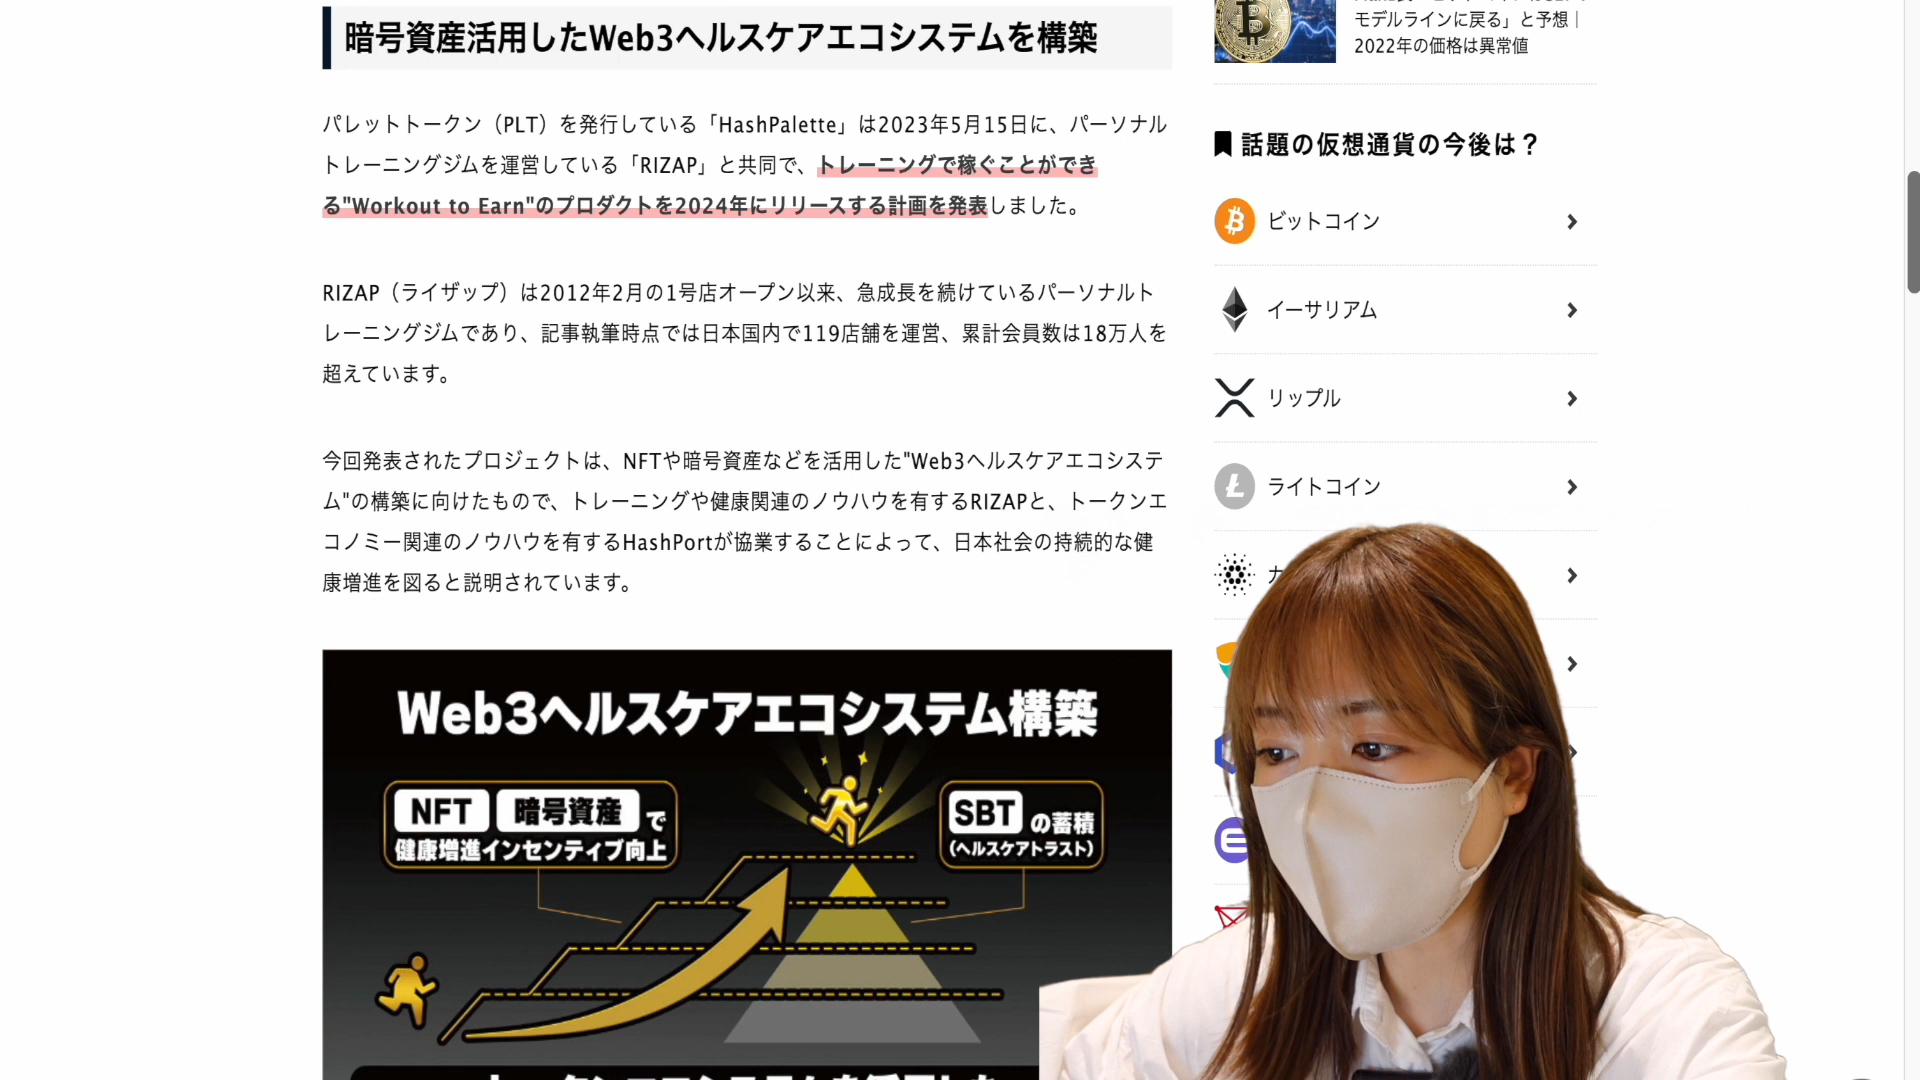 暗号資産活用したWeb3ヘルスケアエコシステムを構築
パレットトークン（PLT）を発行している「HashPalette」は2023年5月15日に、パーソナル
トレーニングジムを運営している「RIZAP」と共同で、トレーニングで稼ぐことができ
る"Workout to Earn"のプロダクトを2024年にリリースする計画を発表しました。
RIZAP（ライザップ）は2012年2月の1号店オープン以来、急成長を続けているパーソナルト
レーニングジムであり、記事執筆時点では日本国内で119店舗を運営、累計会員数は18万人を
超えています。
今回発表されたプロジェクトは、NFTや暗号資産などを活用した"Web3ヘルスケアエコシステ
ム"の構築に向けたもので、トレーニングや健康関連のノウハウを有するRIZAPと、トークンエ
コノミー関連のノウハウを有するHashPortが協業することによって、日本社会の持続的な健
康増進を図ると説明されています。
Web3ヘルスケアエコシステム構築
NFT 暗号資産 で
健康増進インセンティブ向上
SBT の蓄積
（ヘルスケアトラスト）
モデルラインに戻る」と予想｜
2022年の価格は異常値
話題の仮想通貨の今後は？
ビットコイン
イーサリアム
リップル
ライトコイン